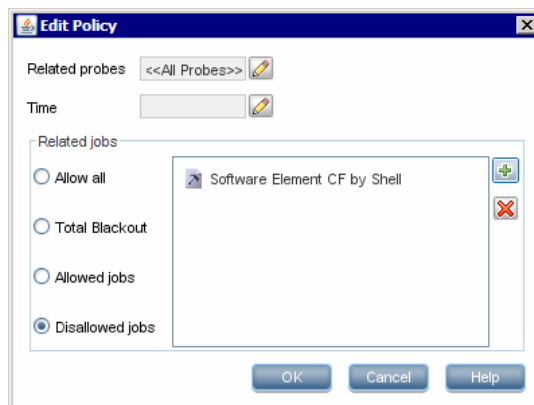 Edit Policy
Related probes <<All Probes>>
Time
Related jobs
Allow all
Software Element CF by Shell
Total Blackout
Allowed jobs
Disallowed jobs
OK Cancel Help